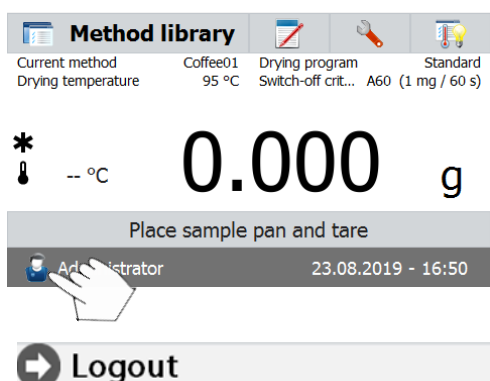 Method library
Current method Coffee01 Drying program Standard
Drying temperature 95 °C Switch-off crit... A60 (1 mg / 60 s)
-- °C 0.000 g
Place sample pan and tare
Administrator 23.08.2019 - 16:50
Logout